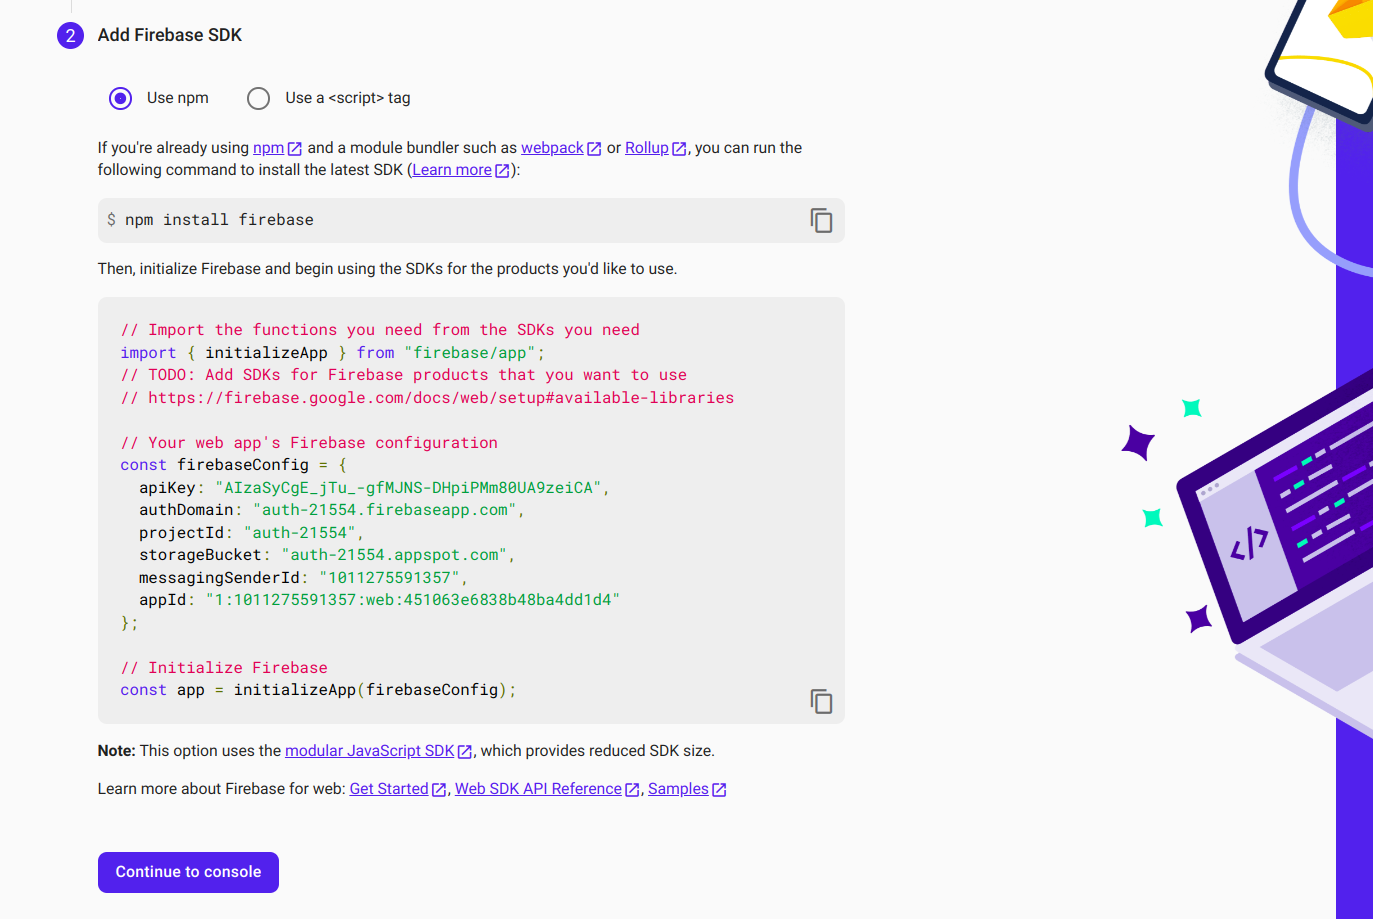 2 Add Firebase SDK
Use npm Use a <script> tag
If you're already using npm and a module bundler such as webpack or Rollup, you can run the
following command to install the latest SDK (Learn more):
$ npm install firebase
Then, initialize Firebase and begin using the SDKs for the products you'd like to use.
// Import the functions you need from the SDKs you need
import { initializeApp } from "firebase/app";
// TODO: Add SDKs for Firebase products that you want to use
// https://firebase.google.com/docs/web/setup#available-libraries
// Your web app's Firebase configuration
const firebaseConfig = {
apiKey: "AIzaSyCgE_jTu_-gfMJNS-DHpiPMm80UA9zeiCA",
authDomain: "auth-21554.firebaseapp.com",
projectId: "auth-21554",
storageBucket: "auth-21554.appspot.com",
messagingSenderId: "1011275591357",
appId: "1:1011275591357:web:451063e6838b48ba4dd1d4"
};
// Initialize Firebase
const app = initializeApp(firebaseConfig);
Note: This option uses the modular JavaScript SDK, which provides reduced SDK size.
Learn more about Firebase for web: Get Started, Web SDK API Reference, Samples
Continue to console
</>